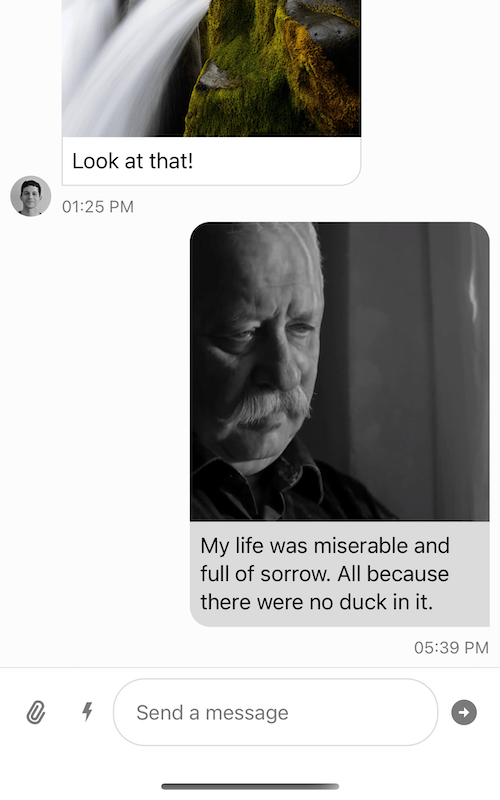 Look at that!
01:25 PM
My life was miserable and
full of sorrow. All because
there were no duck in it.
05:39 PM
Send a message